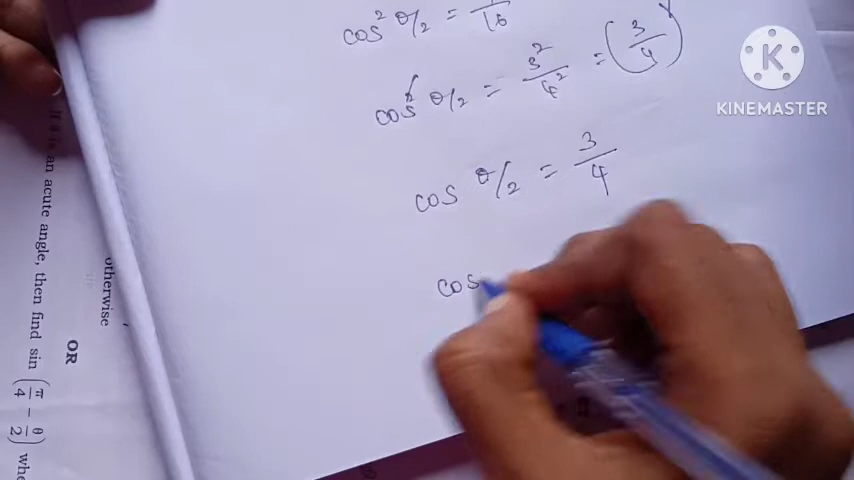 cos² θ/2 = /16
cos² θ/2 = 3²/4² = (3/4)²
cos θ/2 = 3/4
cos
is an acute angle, then find sin (π/4 − θ/2)
OR
otherwise
KINEMASTER